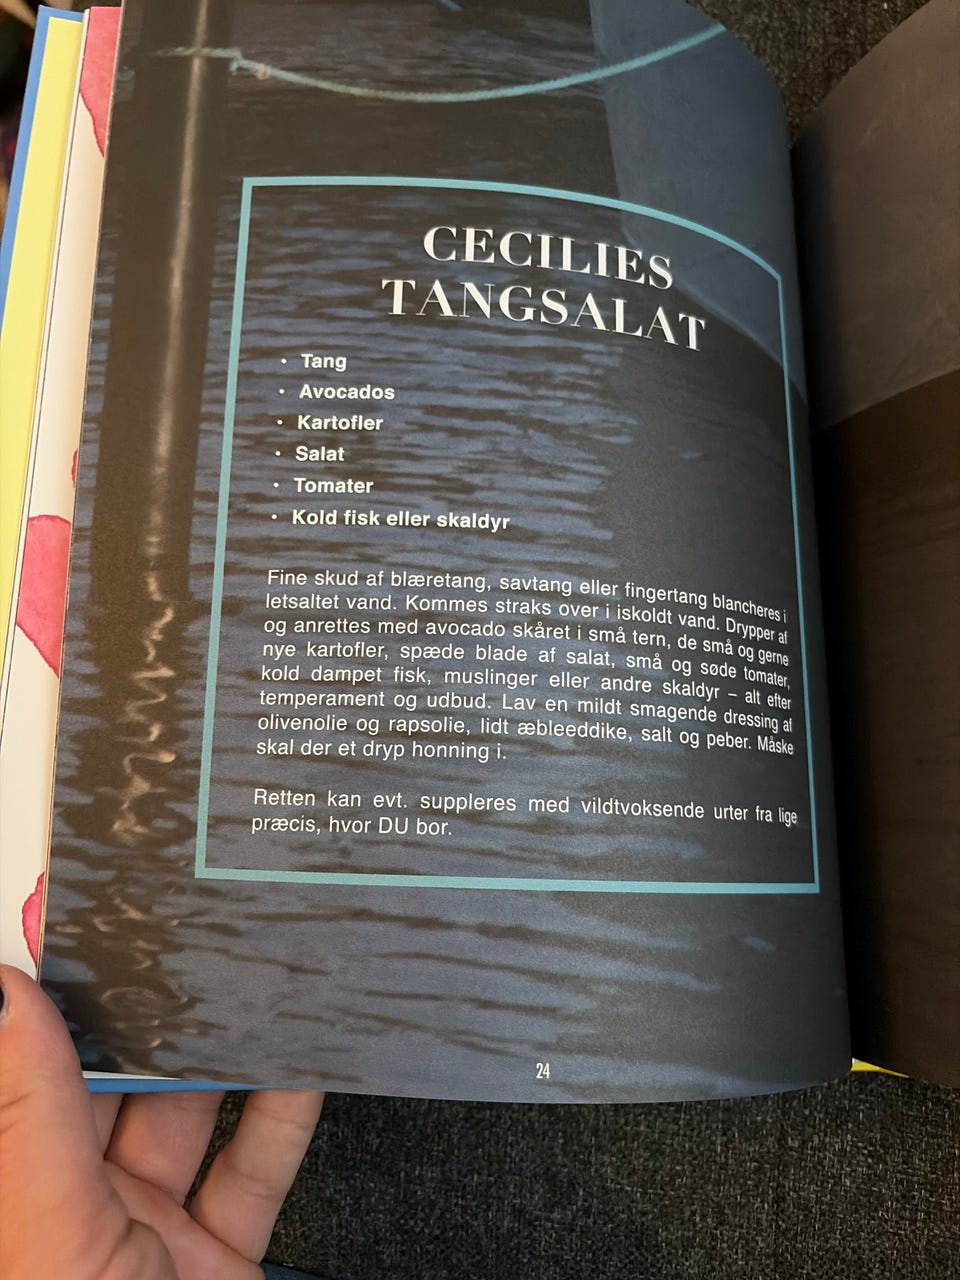 CECILIES
TANGSALAT
• Tang
• Avocados
• Kartofler
• Salat
• Tomater
• Kold fisk eller skaldyr
Fine skud af blæretang, savtang eller fingertang blancheres i
letsaltet vand. Kommes straks over i iskoldt vand. Drypper af
og anrettes med avocado skåret i små tern, de små og gerne
nye kartofler, spæde blade af salat, små og søde tomater,
kold dampet fisk, muslinger eller andre skaldyr – alt efter
temperament og udbud. Lav en mildt smagende dressing af
olivenolie og rapsolie, lidt æbleeddike, salt og peber. Måske
skal der et dryp honning i.
Retten kan evt. suppleres med vildtvoksende urter fra lige
præcis, hvor DU bor.
24